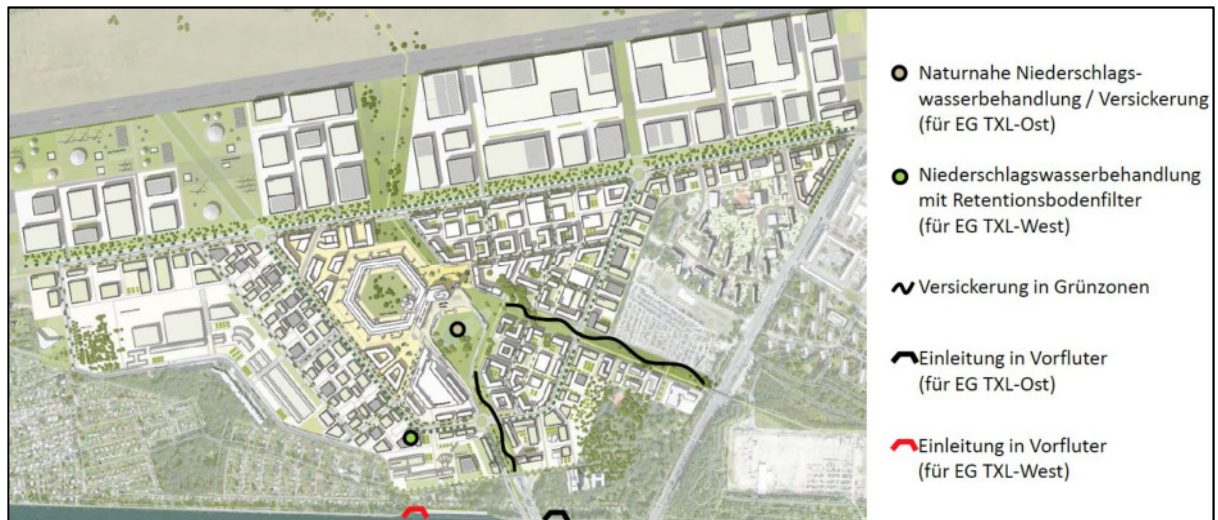 Naturnahe Niederschlags-
wasserbehandlung / Versickerung
(für EG TXL-Ost)
Niederschlagswasserbehandlung
mit Retentionsbodenfilter
(für EG TXL-West)
Versickerung in Grünzonen
Einleitung in Vorfluter
(für EG TXL-Ost)
Einleitung in Vorfluter
(für EG TXL-West)